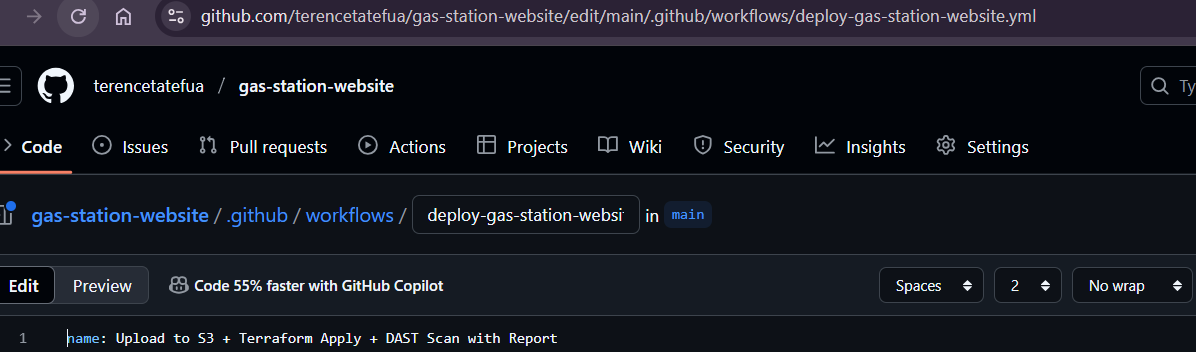 github.com/terencetatefua/gas-station-website/edit/main/.github/workflows/deploy-gas-station-website.yml
terencetatefua / gas-station-website
Ty
Code Issues Pull requests Actions Projects Wiki Security Insights Settings
gas-station-website / .github / workflows / deploy-gas-station-websi in main
Edit Preview Code 55% faster with GitHub Copilot Spaces 2 No wrap
1 name: Upload to S3 + Terraform Apply + DAST Scan with Report